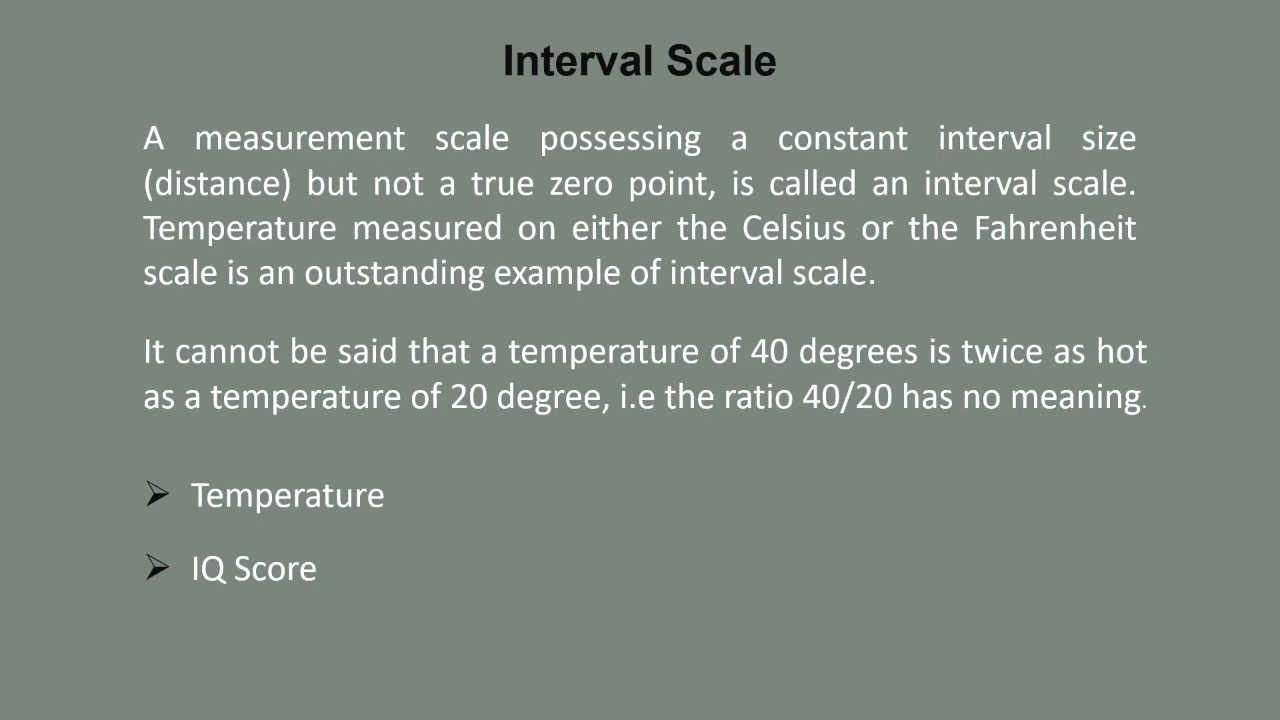 Interval Scale
A measurement scale possessing a constant interval size
(distance) but not a true zero point, is called an interval scale.
Temperature measured on either the Celsius or the Fahrenheit
scale is an outstanding example of interval scale.
It cannot be said that a temperature of 40 degrees is twice as hot
as a temperature of 20 degree, i.e the ratio 40/20 has no meaning.
➢ Temperature
➢ IQ Score